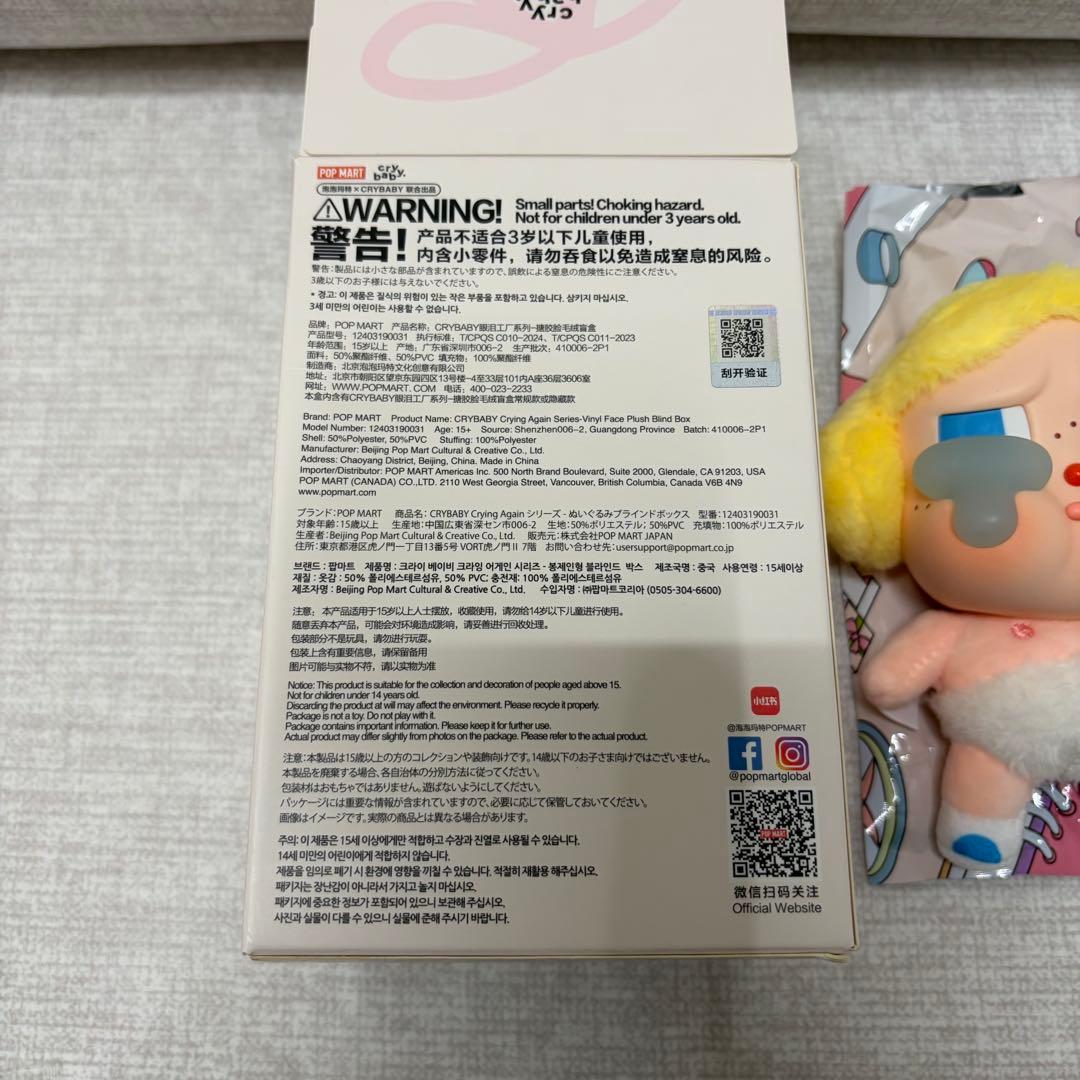 cry baby.
POP MART cry baby.
泡泡玛特×CRYBABY 联合出品
⚠WARNING! Small parts! Choking hazard.
Not for children under 3 years old.
警告! 产品不适合3岁以下儿童使用，
内含小零件，请勿吞食以免造成窒息的风险。
警告：製品には小さな部品が含まれていますので、誤飲による窒息の危険性にご注意ください。
3歳以下のお子様には与えないでください。
* 경고: 이 제품은 질식의 위험이 있는 작은 부품을 포함하고 있습니다. 삼키지 마십시오.
3세 미만의 어린이는 사용할 수 없습니다.
品牌：POP MART 产品名称：CRYBABY眼泪工厂系列-搪胶脸毛绒盲盒
产品型号：12403190031 执行标准：T/CPQS C010-2024、T/CPQS C011-2023
年龄范围：15岁以上 产地：广东省深圳市006-2 生产批次：410006-2P1
面料：50%聚酯纤维、50%PVC 填充物：100%聚酯纤维
制造商：北京泡泡玛特文化创意有限公司
地址：北京市朝阳区望京东园四区13号楼-4至33层101内A座36层3606室
网址：WWW.POPMART.COM 电话：400-023-2233
本盒内含有CRYBABY眼泪工厂系列-搪胶脸毛绒盲盒常规款或隐藏款
刮开验证
Brand: POP MART Product Name: CRYBABY Crying Again Series-Vinyl Face Plush Blind Box
Model Number: 12403190031 Age: 15+ Source: Shenzhen006-2, Guangdong Province Batch: 410006-2P1
Shell: 50%Polyester, 50%PVC Stuffing: 100%Polyester
Manufacturer: Beijing Pop Mart Cultural & Creative Co., Ltd.
Address: Chaoyang District, Beijing, China. Made in China
Importer/Distributor: POP MART Americas Inc. 500 North Brand Boulevard, Suite 2000, Glendale, CA 91203, USA
POP MART (CANADA) CO.,LTD. 2110 West Georgia Street, Vancouver, British Columbia, Canada V6B 4N9
www.popmart.com
ブランド：POP MART 商品名：CRYBABY Crying Again シリーズ - ぬいぐるみブラインドボックス 型番：12403190031
対象年齢：15歳以上 生産地：中国広東省深セン市006-2 生地：50%ポリエステル；50%PVC 充填物：100%ポリエステル
生産者：Beijing Pop Mart Cultural & Creative Co., Ltd. 販売元：株式会社POP MART JAPAN
住所：東京都港区虎ノ門一丁目13番5号 VORT虎ノ門Ⅱ 7階 お問い合わせ先：usersupport@popmart.co.jp
브랜드 : 팝마트 제품명 : 크라이 베이비 크라잉 어게인 시리즈 - 봉제인형 블라인드 박스 제조국명 : 중국 사용연령 : 15세이상
재질 : 옷감 : 50% 폴리에스테르섬유, 50% PVC; 충전재: 100% 폴리에스테르섬유
제조자명 : Beijing Pop Mart Cultural & Creative Co., Ltd. 수입자명 : ㈜팝마트코리아 (0505-304-6600)
注意： 本产品适用于15岁以上人士摆放，收藏使用，请勿给14岁以下儿童进行使用。
随意丢弃本产品，可能会对环境造成影响，请妥善进行回收处理。
包装部分不是玩具，请勿进行玩耍。
包装上含有重要信息，请保留备用
图片可能与实物不符，请以实物为准
Notice: This product is suitable for the collection and decoration of people aged above 15.
Not for children under 14 years old.
Discarding the product at will may affect the environment. Please recycle it properly.
Package is not a toy. Do not play with it.
Package contains important information. Please keep it for further use.
Actual product may differ slightly from photos on the package. Please refer to the actual product.
小红书
@泡泡玛特POPMART
@popmartglobal
注意：本製品は15歳以上の方のコレクションや装飾向けです。14歳以下のお子さま向けではございません。
本製品を廃棄する場合、各自治体の分別方法に従ってください。
包装材はおもちゃではありません。遊ばないようにしてください。
パッケージには重要な情報が含まれていますので、必要に応じて保管しておいてください。
画像はイメージです。実際の商品とは異なる場合があります。
주의: 이 제품은 15세 이상에게만 적합하고 수장과 진열로 사용될 수 있습니다.
14세 미만의 어린이에게 적합하지 않습니다.
제품을 임의로 폐기 시 환경에 영향을 끼칠 수 있습니다. 적절히 재활용 해주십시오.
패키지는 장난감이 아니라서 가지고 놀지 마십시오.
패키지에 중요한 정보가 포함되어 있으니 보관해 주십시오.
사진과 실물이 다를 수 있으니 실물에 준해 주시기 바랍니다.
POP MART
微信扫码关注
Official Website